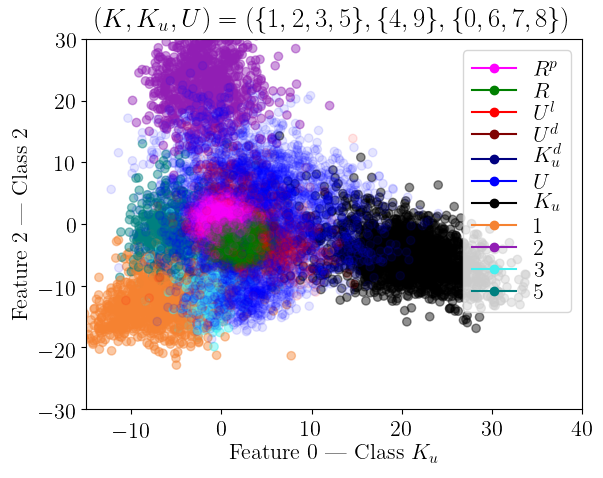 (K, K_u, U) = ({1, 2, 3, 5}, {4, 9}, {0, 6, 7, 8})
30
20
10
0
−10
−20
−30
Feature 2 — Class 2
R^p
R
U^l
U^d
K_u^d
U
K_u
1
2
3
5
−10
0
10
20
30
40
Feature 0 — Class K_u